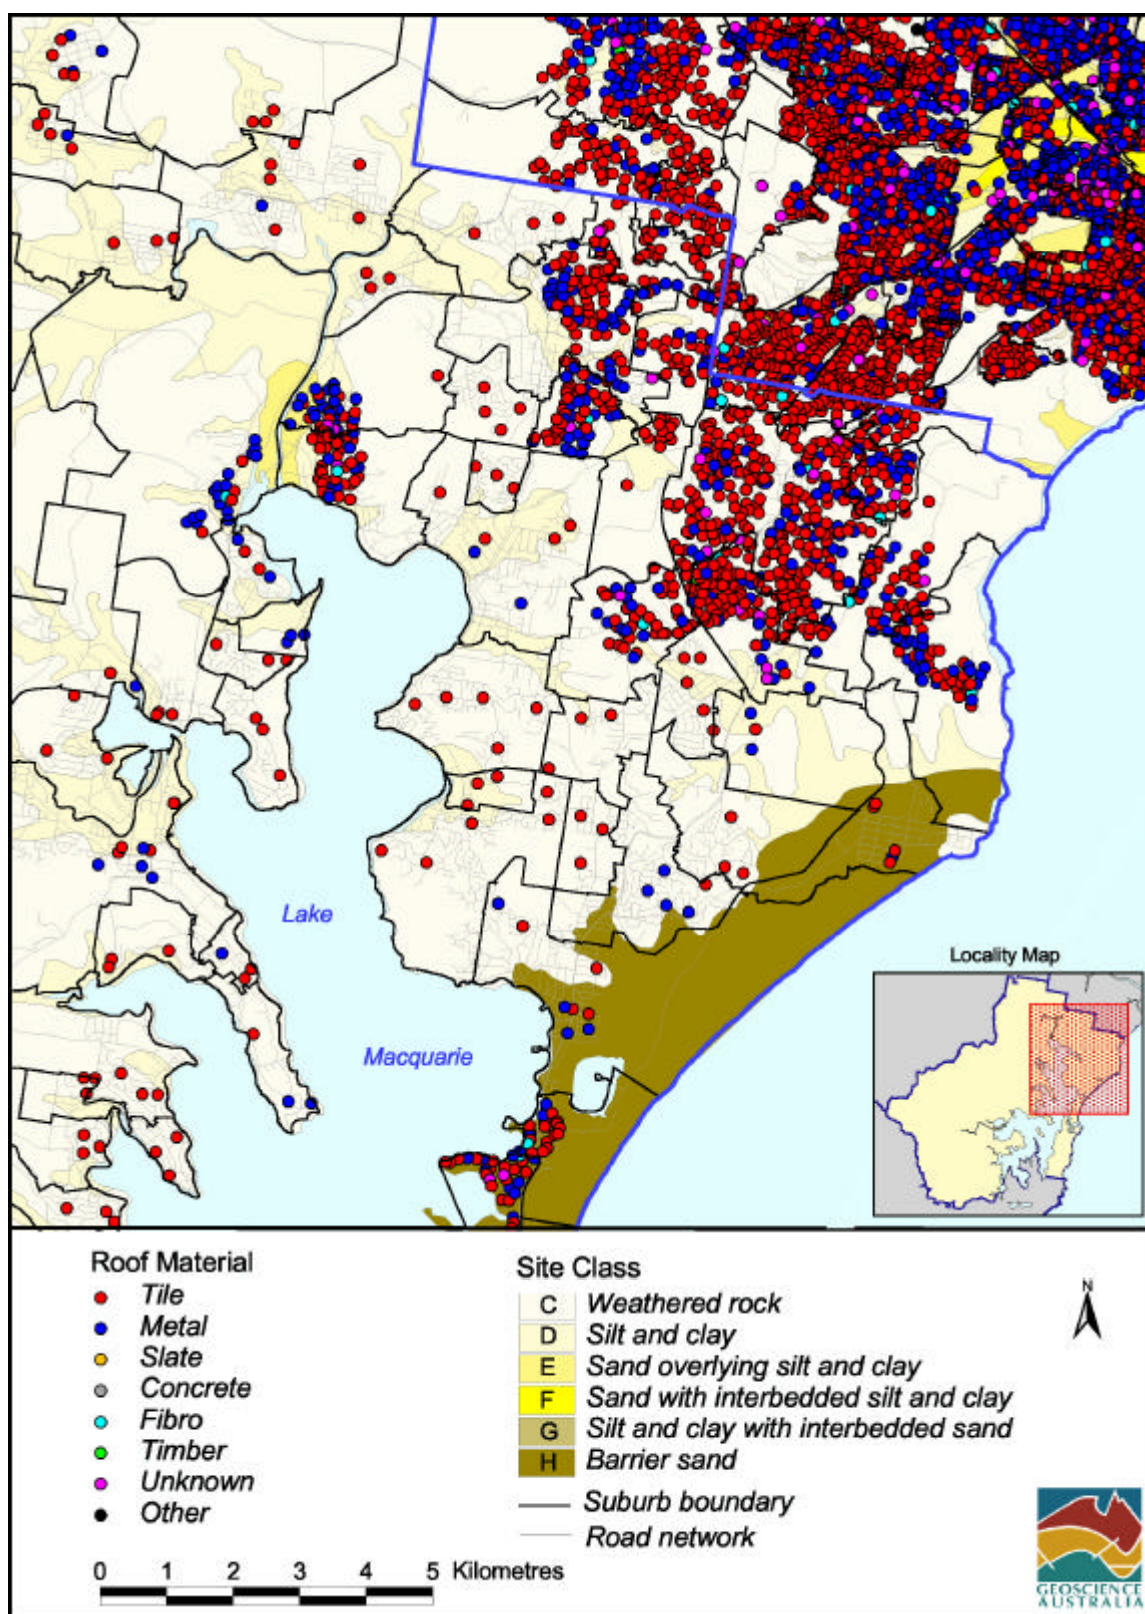 Lake
Macquarie
Locality Map
Roof Material
Tile
Metal
Slate
Concrete
Fibro
Timber
Unknown
Other
Site Class
C Weathered rock
D Silt and clay
E Sand overlying silt and clay
F Sand with interbedded silt and clay
G Silt and clay with interbedded sand
H Barrier sand
Suburb boundary
Road network
N
0 1 2 3 4 5 Kilometres
GEOSCIENCE
AUSTRALIA